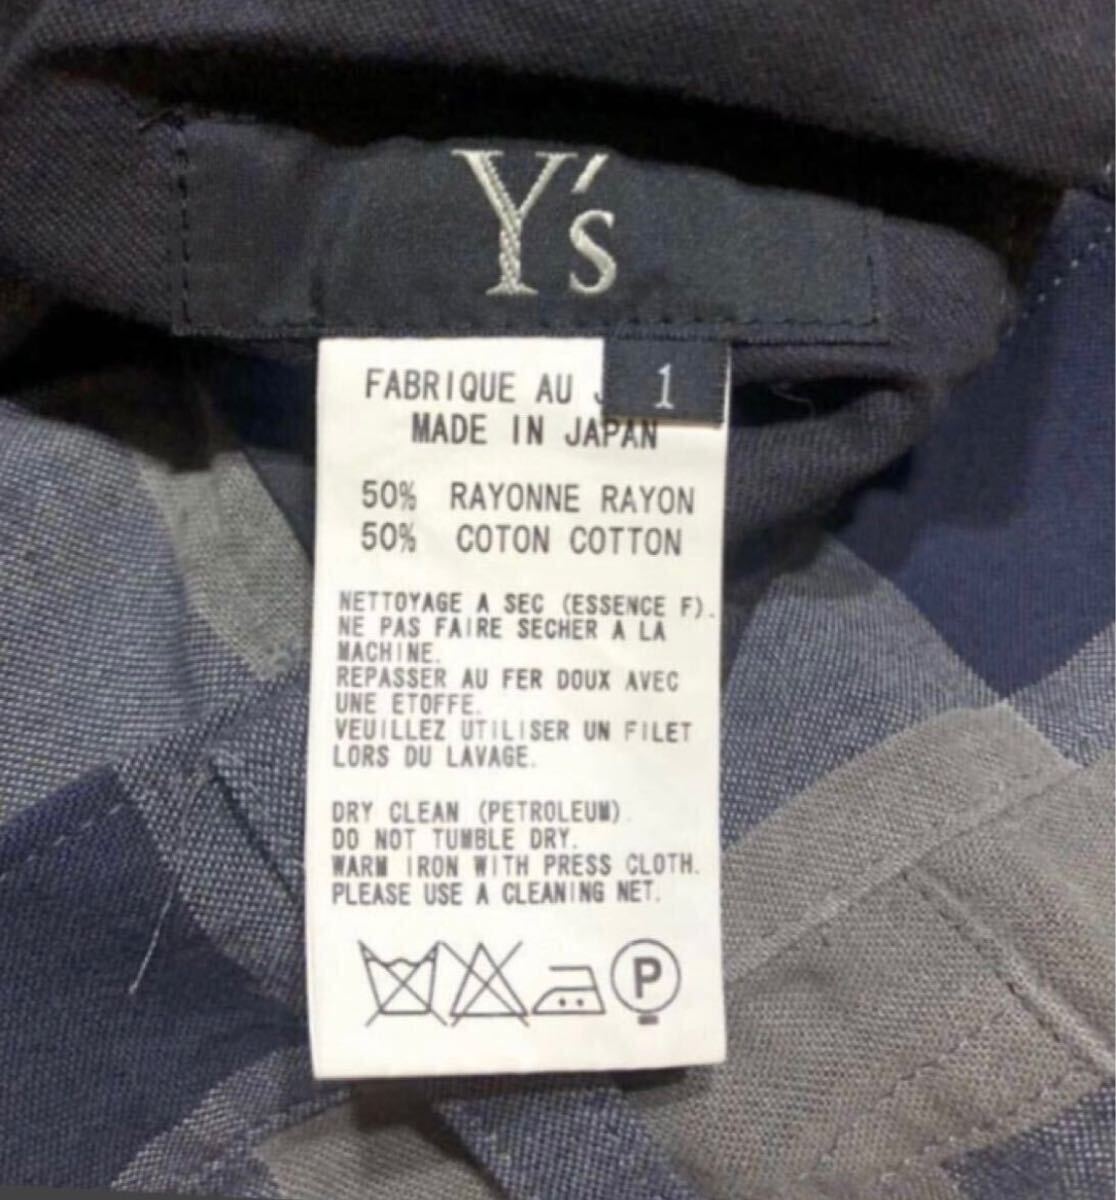 Y's
1
FABRIQUE AU
MADE IN JAPAN
50% RAYONNE RAYON
50% COTON COTTON
NETTOYAGE A SEC (ESSENCE F).
NE PAS FAIRE SECHER A LA
MACHINE.
REPASSER AU FER DOUX AVEC
UNE ETOFFE.
VEUILLEZ UTILISER UN FILET
LORS DU LAVAGE.
DRY CLEAN (PETROLEUM).
DO NOT TUMBLE DRY.
WARM IRON WITH PRESS CLOTH.
PLEASE USE A CLEANING NET.
P